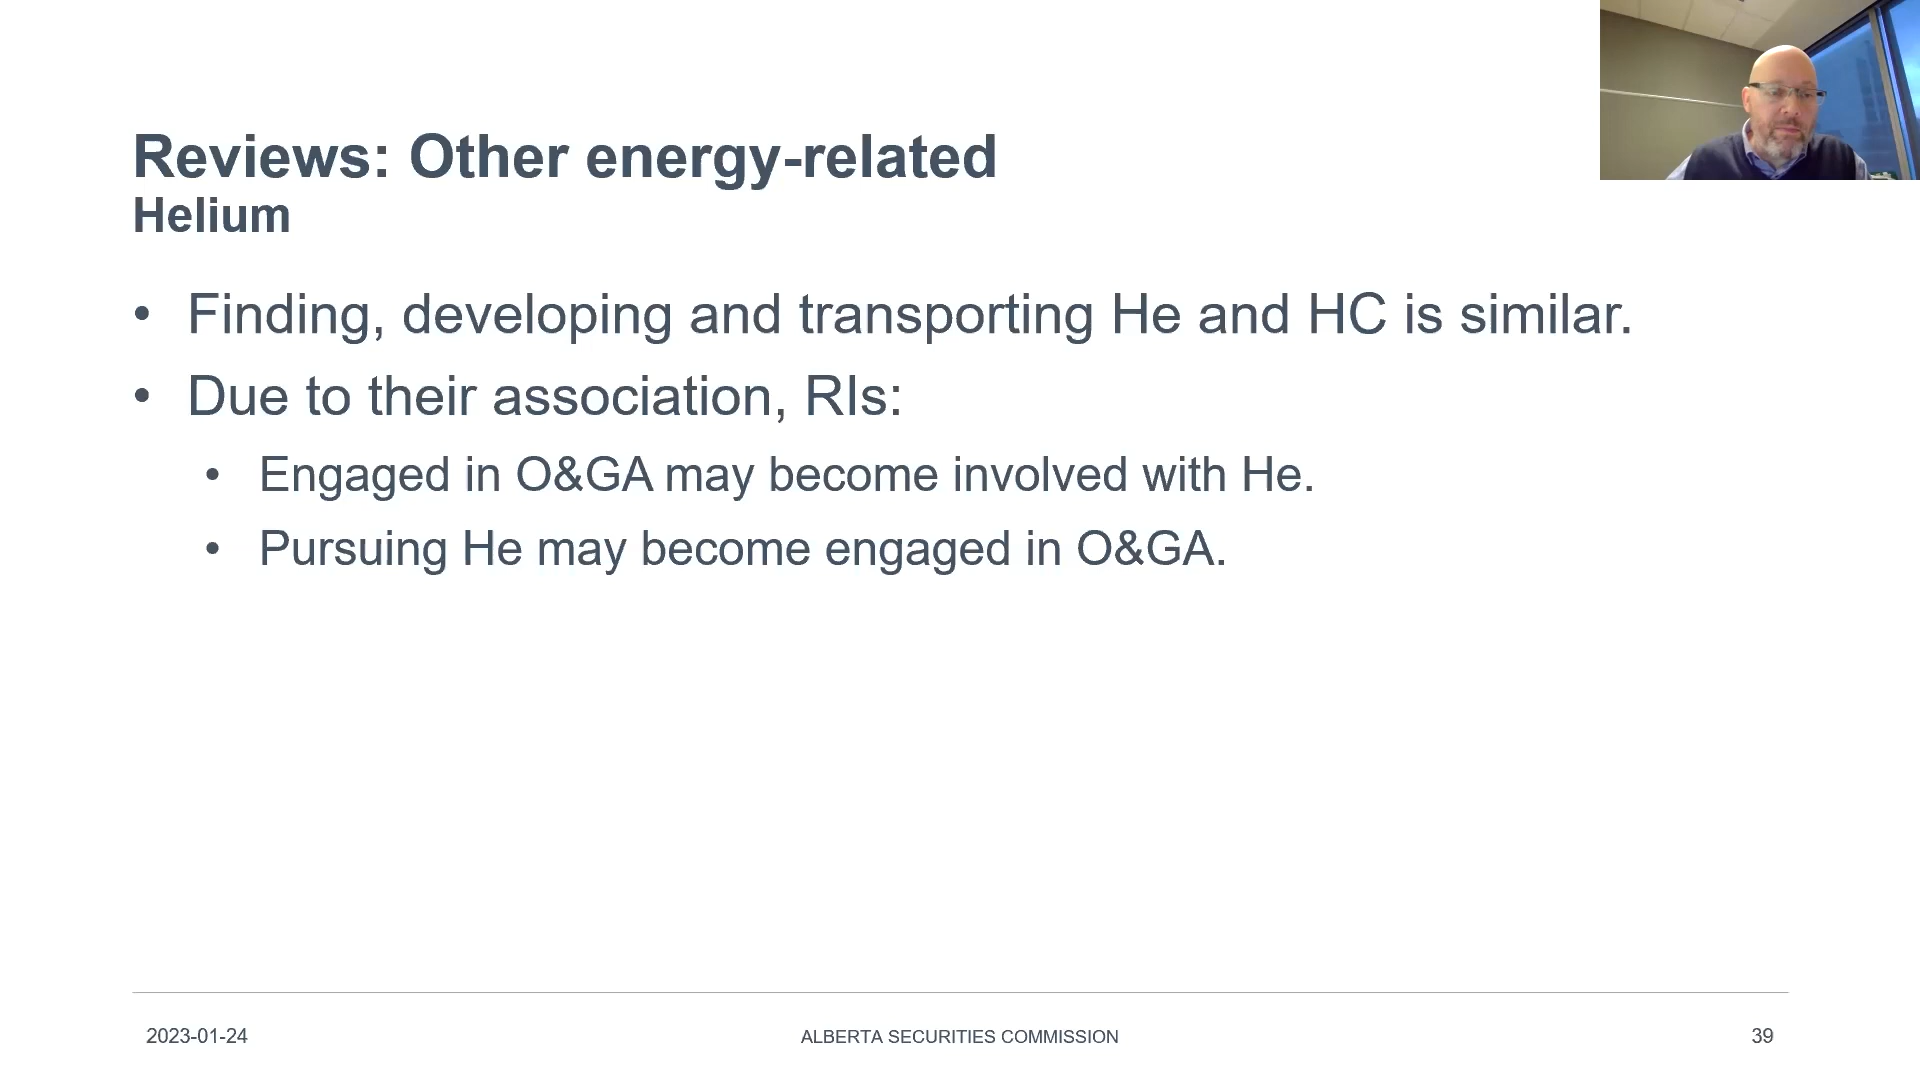 Reviews: Other energy-related
Helium
• Finding, developing and transporting He and HC is similar.
• Due to their association, RIs:
• Engaged in O&GA may become involved with He.
• Pursuing He may become engaged in O&GA.
2023-01-24
ALBERTA SECURITIES COMMISSION
39